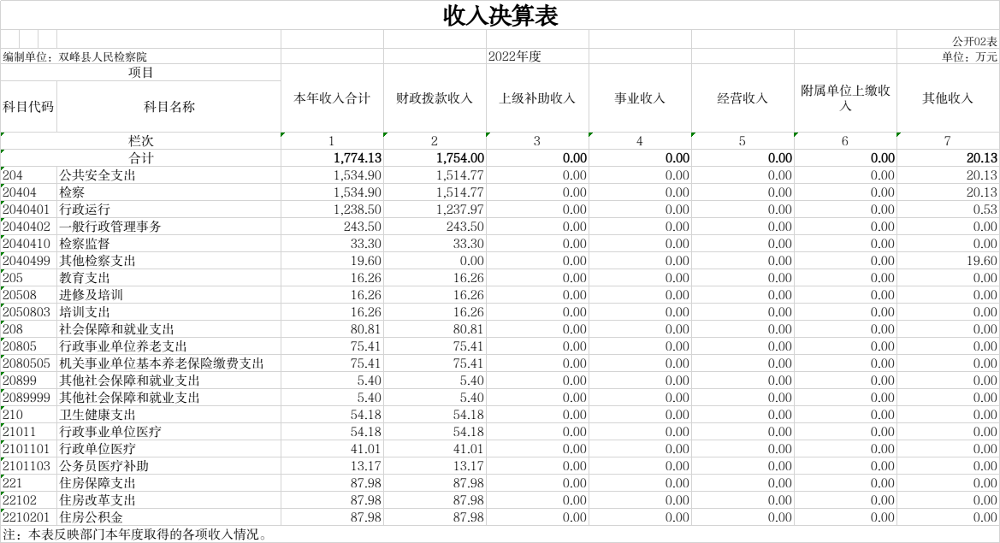 收入决算表
公开02表
编制单位：双峰县人民检察院 2022年度 单位：万元
项目 本年收入合计 财政拨款收入 上级补助收入 事业收入 经营收入 附属单位上缴收入 其他收入
科目代码 科目名称
栏次 1 2 3 4 5 6 7
合计 1,774.13 1,754.00 0.00 0.00 0.00 0.00 20.13
204 公共安全支出 1,534.90 1,514.77 0.00 0.00 0.00 0.00 20.13
20404 检察 1,534.90 1,514.77 0.00 0.00 0.00 0.00 20.13
2040401 行政运行 1,238.50 1,237.97 0.00 0.00 0.00 0.00 0.53
2040402 一般行政管理事务 243.50 243.50 0.00 0.00 0.00 0.00 0.00
2040410 检察监督 33.30 33.30 0.00 0.00 0.00 0.00 0.00
2040499 其他检察支出 19.60 0.00 0.00 0.00 0.00 0.00 19.60
205 教育支出 16.26 16.26 0.00 0.00 0.00 0.00 0.00
20508 进修及培训 16.26 16.26 0.00 0.00 0.00 0.00 0.00
2050803 培训支出 16.26 16.26 0.00 0.00 0.00 0.00 0.00
208 社会保障和就业支出 80.81 80.81 0.00 0.00 0.00 0.00 0.00
20805 行政事业单位养老支出 75.41 75.41 0.00 0.00 0.00 0.00 0.00
2080505 机关事业单位基本养老保险缴费支出 75.41 75.41 0.00 0.00 0.00 0.00 0.00
20899 其他社会保障和就业支出 5.40 5.40 0.00 0.00 0.00 0.00 0.00
2089999 其他社会保障和就业支出 5.40 5.40 0.00 0.00 0.00 0.00 0.00
210 卫生健康支出 54.18 54.18 0.00 0.00 0.00 0.00 0.00
21011 行政事业单位医疗 54.18 54.18 0.00 0.00 0.00 0.00 0.00
2101101 行政单位医疗 41.01 41.01 0.00 0.00 0.00 0.00 0.00
2101103 公务员医疗补助 13.17 13.17 0.00 0.00 0.00 0.00 0.00
221 住房保障支出 87.98 87.98 0.00 0.00 0.00 0.00 0.00
22102 住房改革支出 87.98 87.98 0.00 0.00 0.00 0.00 0.00
2210201 住房公积金 87.98 87.98 0.00 0.00 0.00 0.00 0.00
注：本表反映部门本年度取得的各项收入情况。